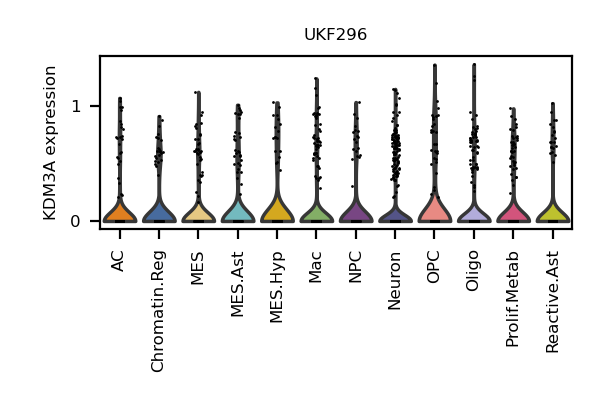 UKF296
KDM3A expression
1
0
AC
Chromatin.Reg
MES
MES.Ast
MES.Hyp
Mac
NPC
Neuron
OPC
Oligo
Prolif.Metab
Reactive.Ast